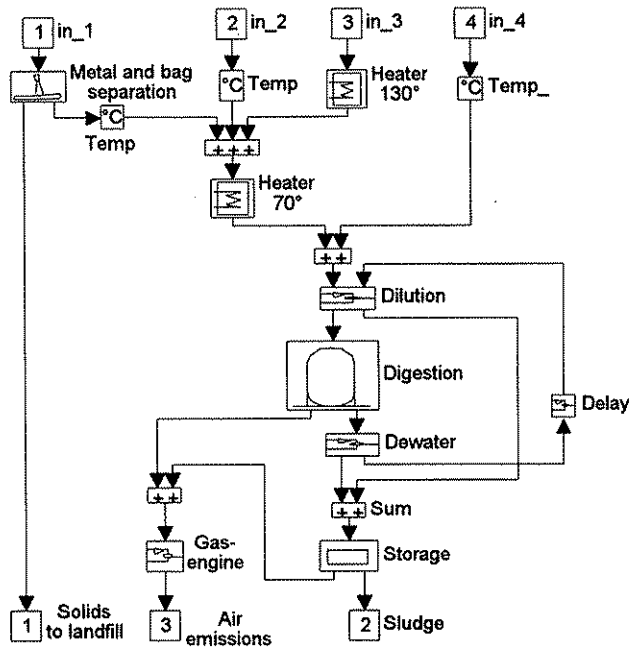 1 in_1
2 in_2
3 in_3
4 in_4
Metal and bag
separation
°C Temp
Heater
130°
°C Temp_
°C
Temp
+ + +
Heater
70°
+ +
Dilution
Digestion
Delay
Dewater
+ +
+ + Sum
Gas-
engine
Storage
1 Solids
to landfill
3 Air
emissions
2 Sludge